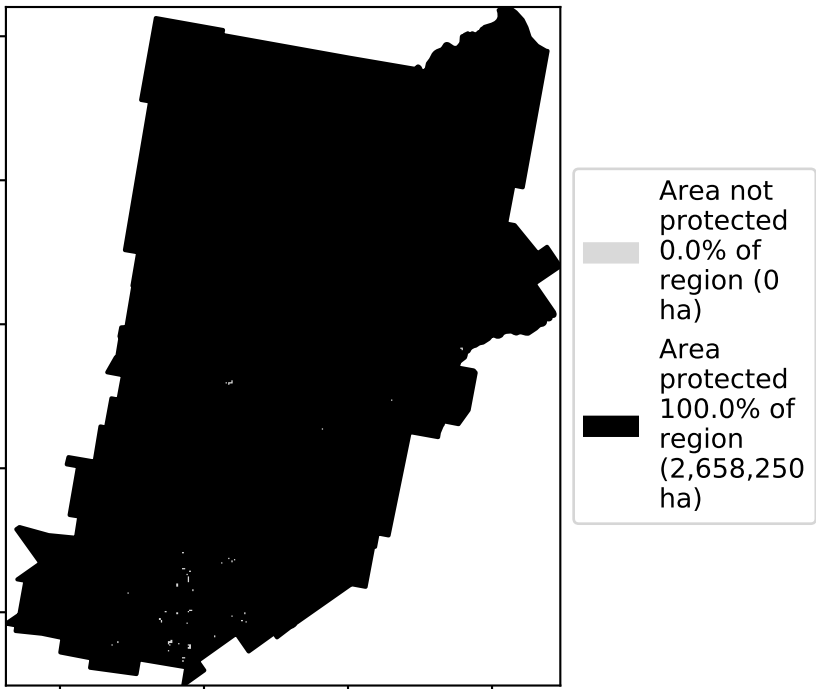 Area not
protected
0.0% of
region (0
ha)
Area
protected
100.0% of
region
(2,658,250
ha)